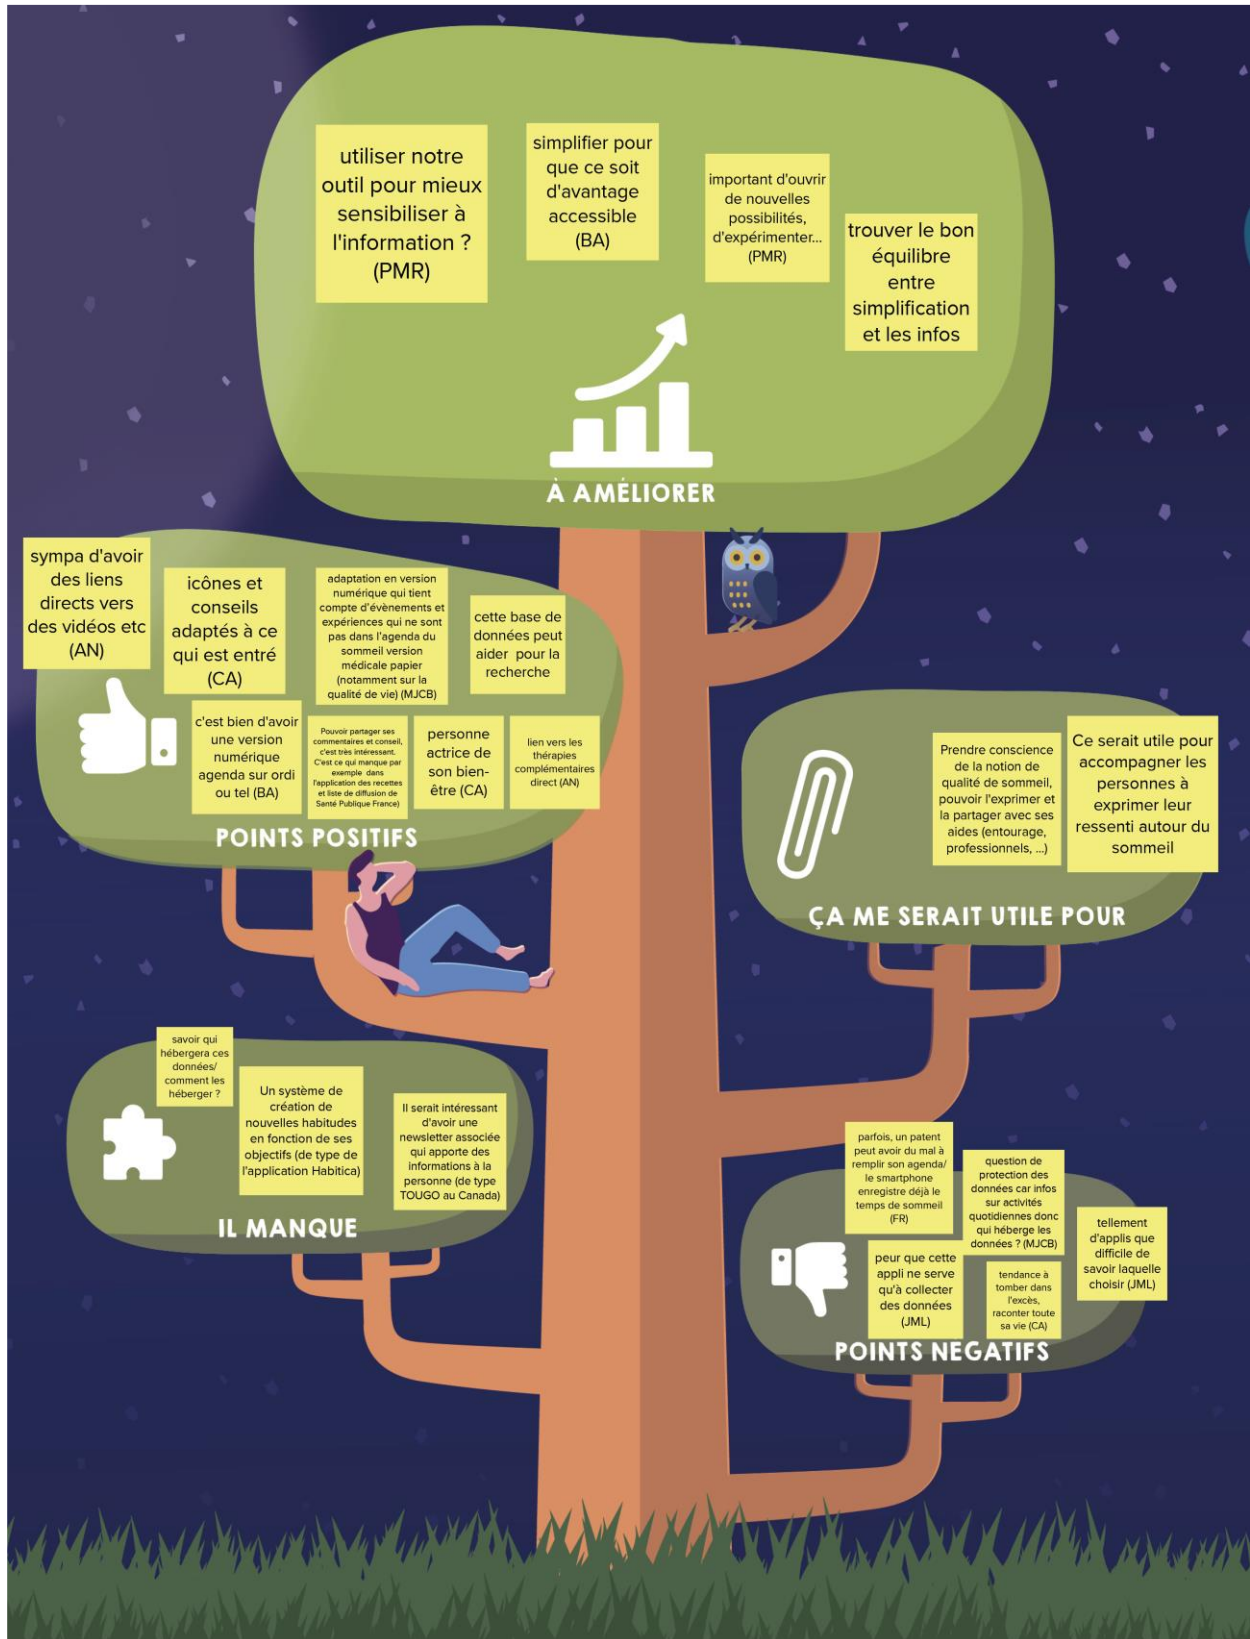 utiliser notre
outil pour mieux
sensibiliser à
l'information ?
(PMR)
simplifier pour
que ce soit
d'avantage
accessible
(BA)
important d'ouvrir
de nouvelles
possibilités,
d'expérimenter...
(PMR)
trouver le bon
équilibre
entre
simplification
et les infos
À AMÉLIORER
sympa d'avoir
des liens
directs vers
des vidéos etc
(AN)
icônes et
conseils
adaptés à ce
qui est entré
(CA)
adaptation en version
numérique qui tient
compte d'évènements et
expériences qui ne sont
pas dans l'agenda du
sommeil version
médicale papier
(notamment sur la
qualité de vie) (MJCB)
cette base de
données peut
aider pour la
recherche
c'est bien d'avoir
une version
numérique
agenda sur ordi
ou tel (BA)
Pouvoir partager ses
commentaires et conseil,
c'est très intéressant.
C'est ce qui manque par
exemple dans
l'application des recettes
et liste de diffusion de
Santé Publique France)
personne
actrice de
son bien-
être (CA)
lien vers les
thérapies
complémentaires
direct (AN)
POINTS POSITIFS
Prendre conscience
de la notion de
qualité de sommeil,
pouvoir l'exprimer et
la partager avec ses
aides (entourage,
professionnels, ...)
Ce serait utile pour
accompagner les
personnes à
exprimer leur
ressenti autour du
sommeil
ÇA ME SERAIT UTILE POUR
savoir qui
hébergera ces
données/
comment les
héberger ?
Un système de
création de
nouvelles habitudes
en fonction de ses
objectifs (de type de
l'application Habitica)
Il serait intéressant
d'avoir une
newsletter associée
qui apporte des
informations à la
personne (de type
TOUGO au Canada)
IL MANQUE
parfois, un patent
peut avoir du mal à
remplir son agenda/
le smartphone
enregistre déjà le
temps de sommeil
(FR)
question de
protection des
données car infos
sur activités
quotidiennes donc
qui héberge les
données ? (MJCB)
tellement
d'applis que
difficile de
savoir laquelle
choisir (JML)
peur que cette
appli ne serve
qu'à collecter
des données
(JML)
tendance à
tomber dans
l'excès,
raconter toute
sa vie (CA)
POINTS NÉGATIFS